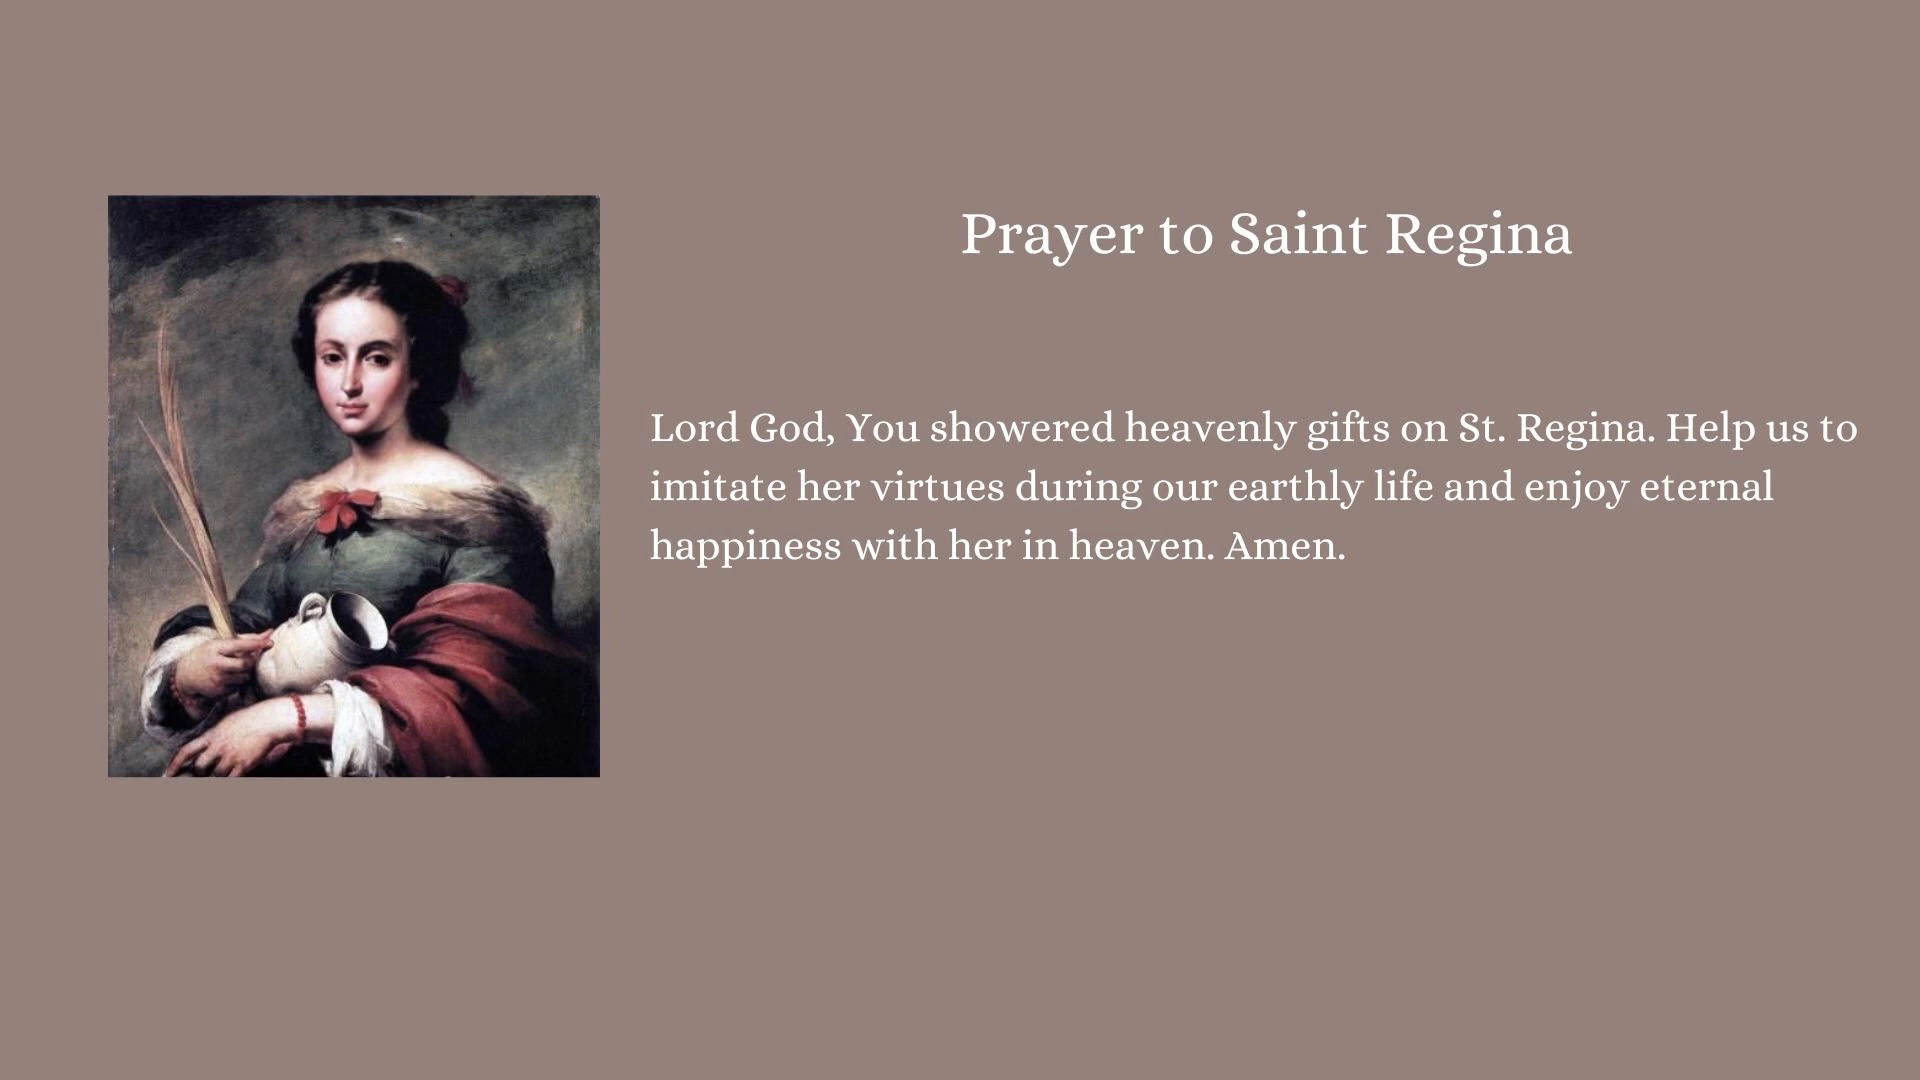 Prayer to Saint Regina
Lord God, You showered heavenly gifts on St. Regina. Help us to
imitate her virtues during our earthly life and enjoy eternal
happiness with her in heaven. Amen.